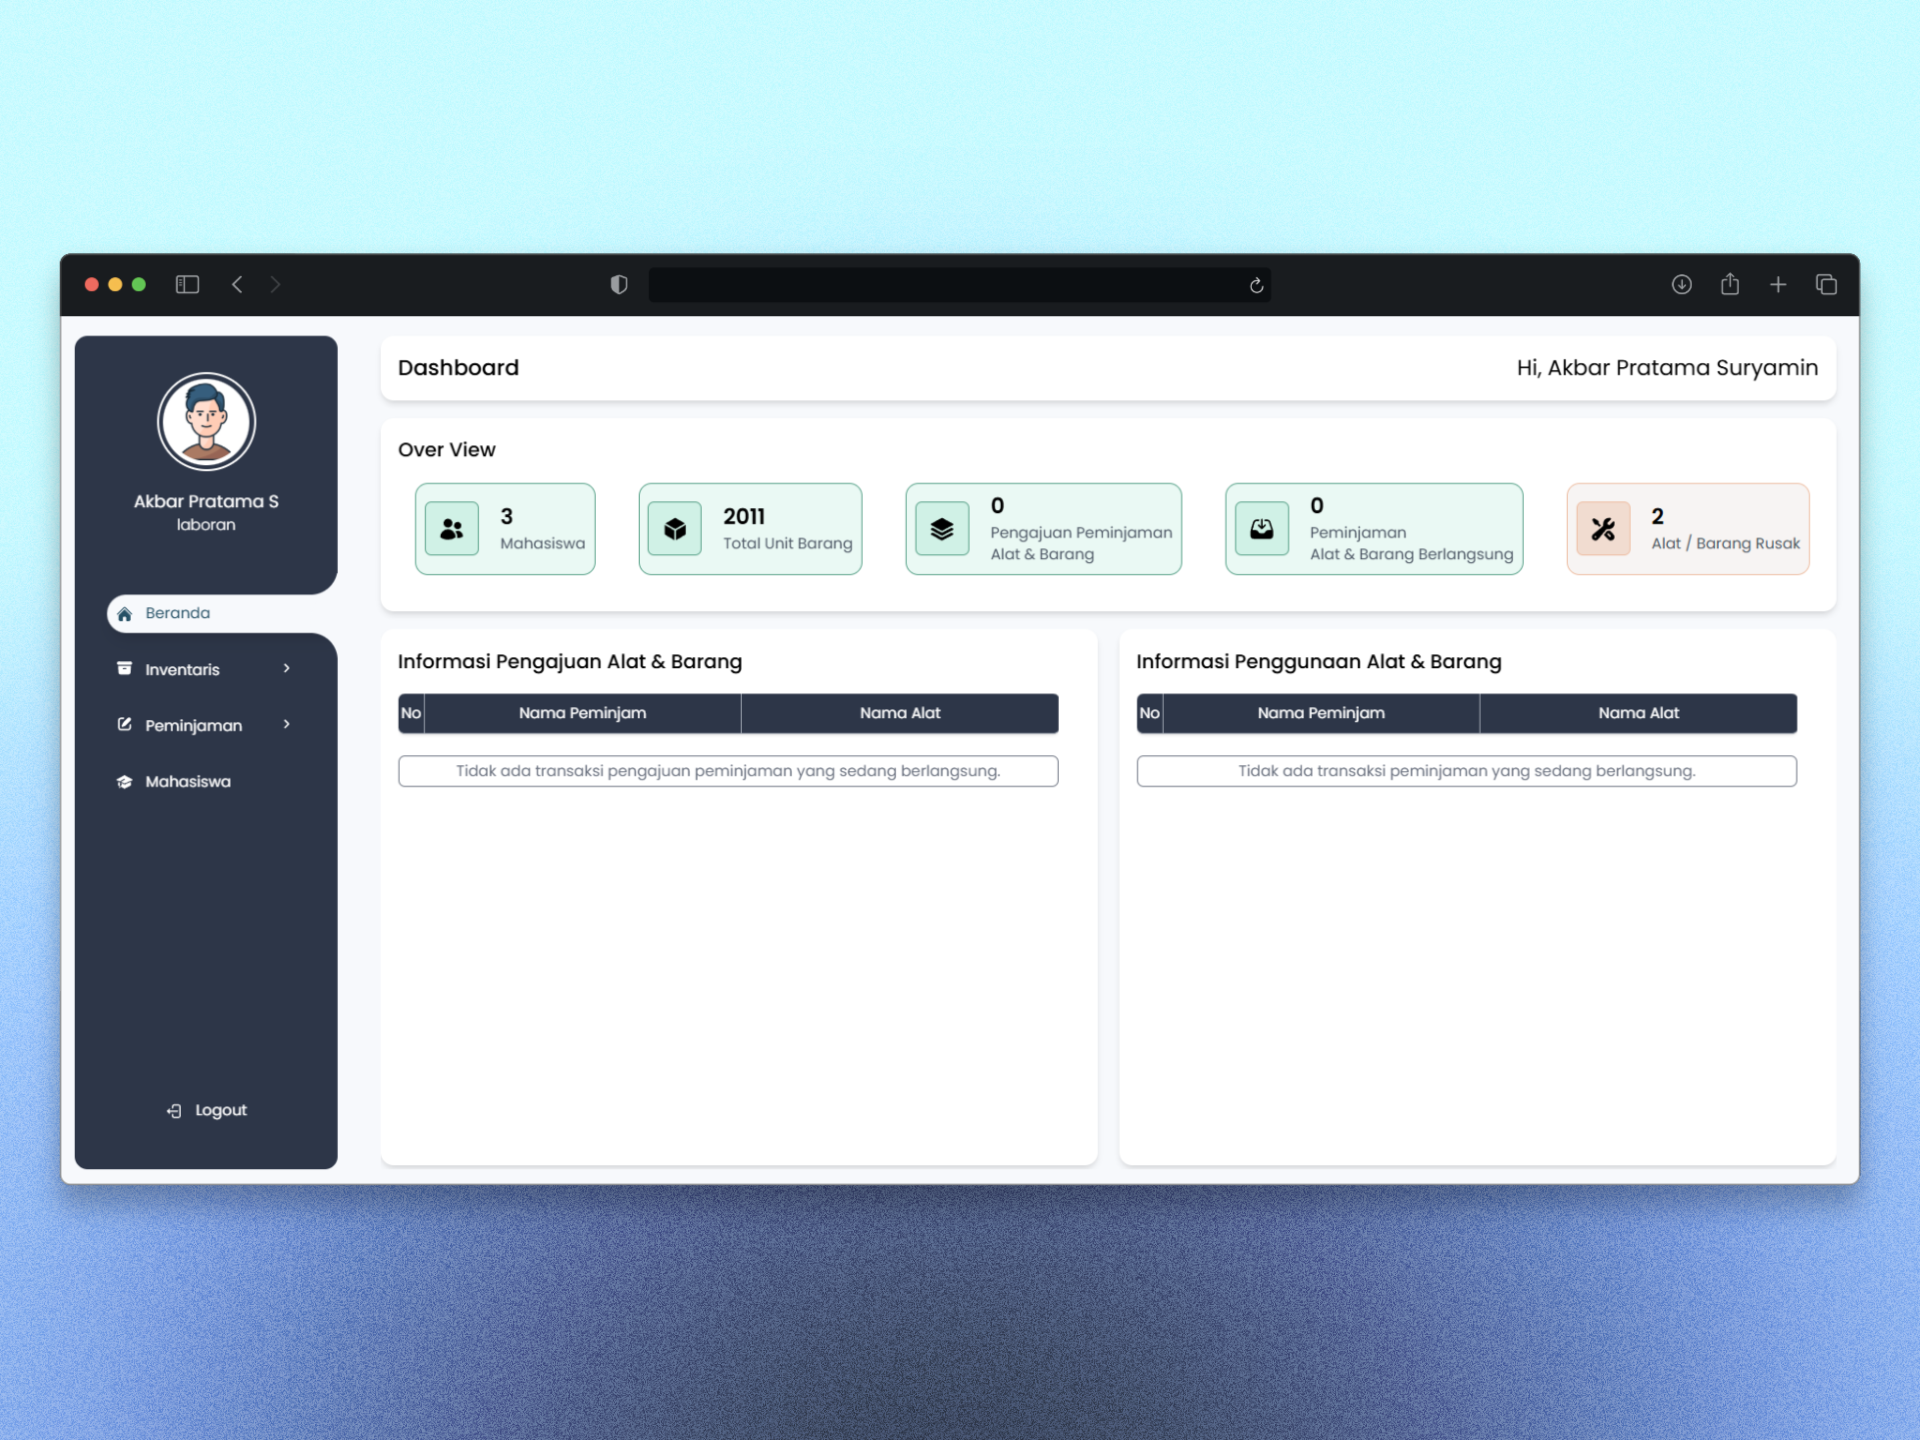 Akbar Pratama S
laboran
Beranda
Inventaris
Peminjaman
Mahasiswa
Logout
Dashboard
Hi, Akbar Pratama Suryamin
Over View
3
Mahasiswa
2011
Total Unit Barang
0
Pengajuan Peminjaman
Alat & Barang
0
Peminjaman
Alat & Barang Berlangsung
2
Alat / Barang Rusak
Informasi Pengajuan Alat & Barang
No Nama Peminjam Nama Alat
Tidak ada transaksi pengajuan peminjaman yang sedang berlangsung.
Informasi Penggunaan Alat & Barang
No Nama Peminjam Nama Alat
Tidak ada transaksi peminjaman yang sedang berlangsung.